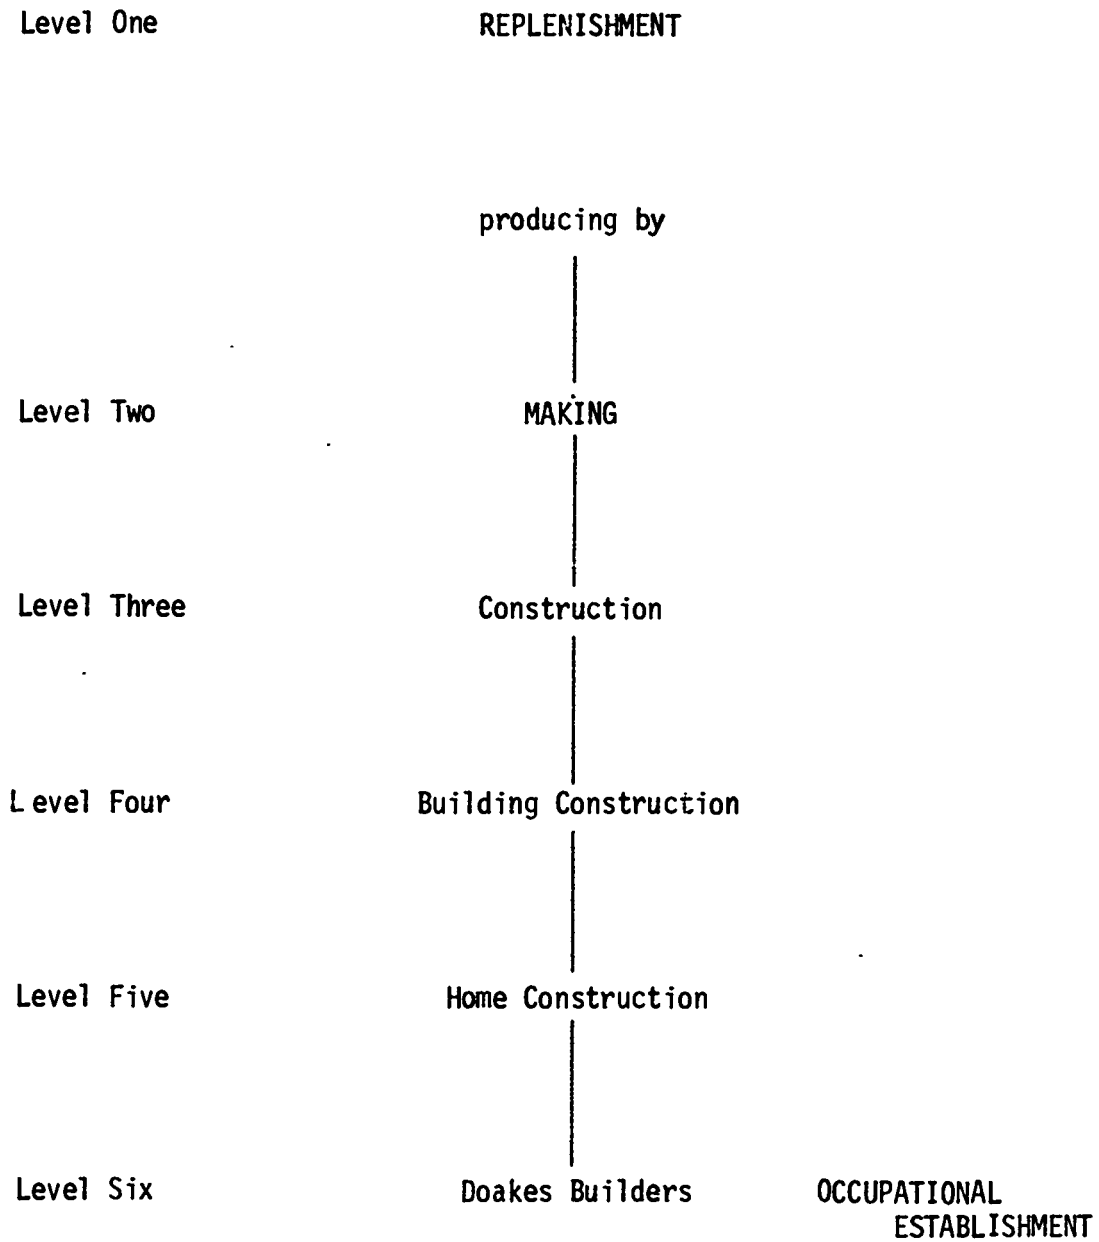 Level One REPLENISHMENT
producing by
Level Two MAKING
Level Three Construction
Level Four Building Construction
Level Five Home Construction
Level Six Doakes Builders OCCUPATIONAL
ESTABLISHMENT